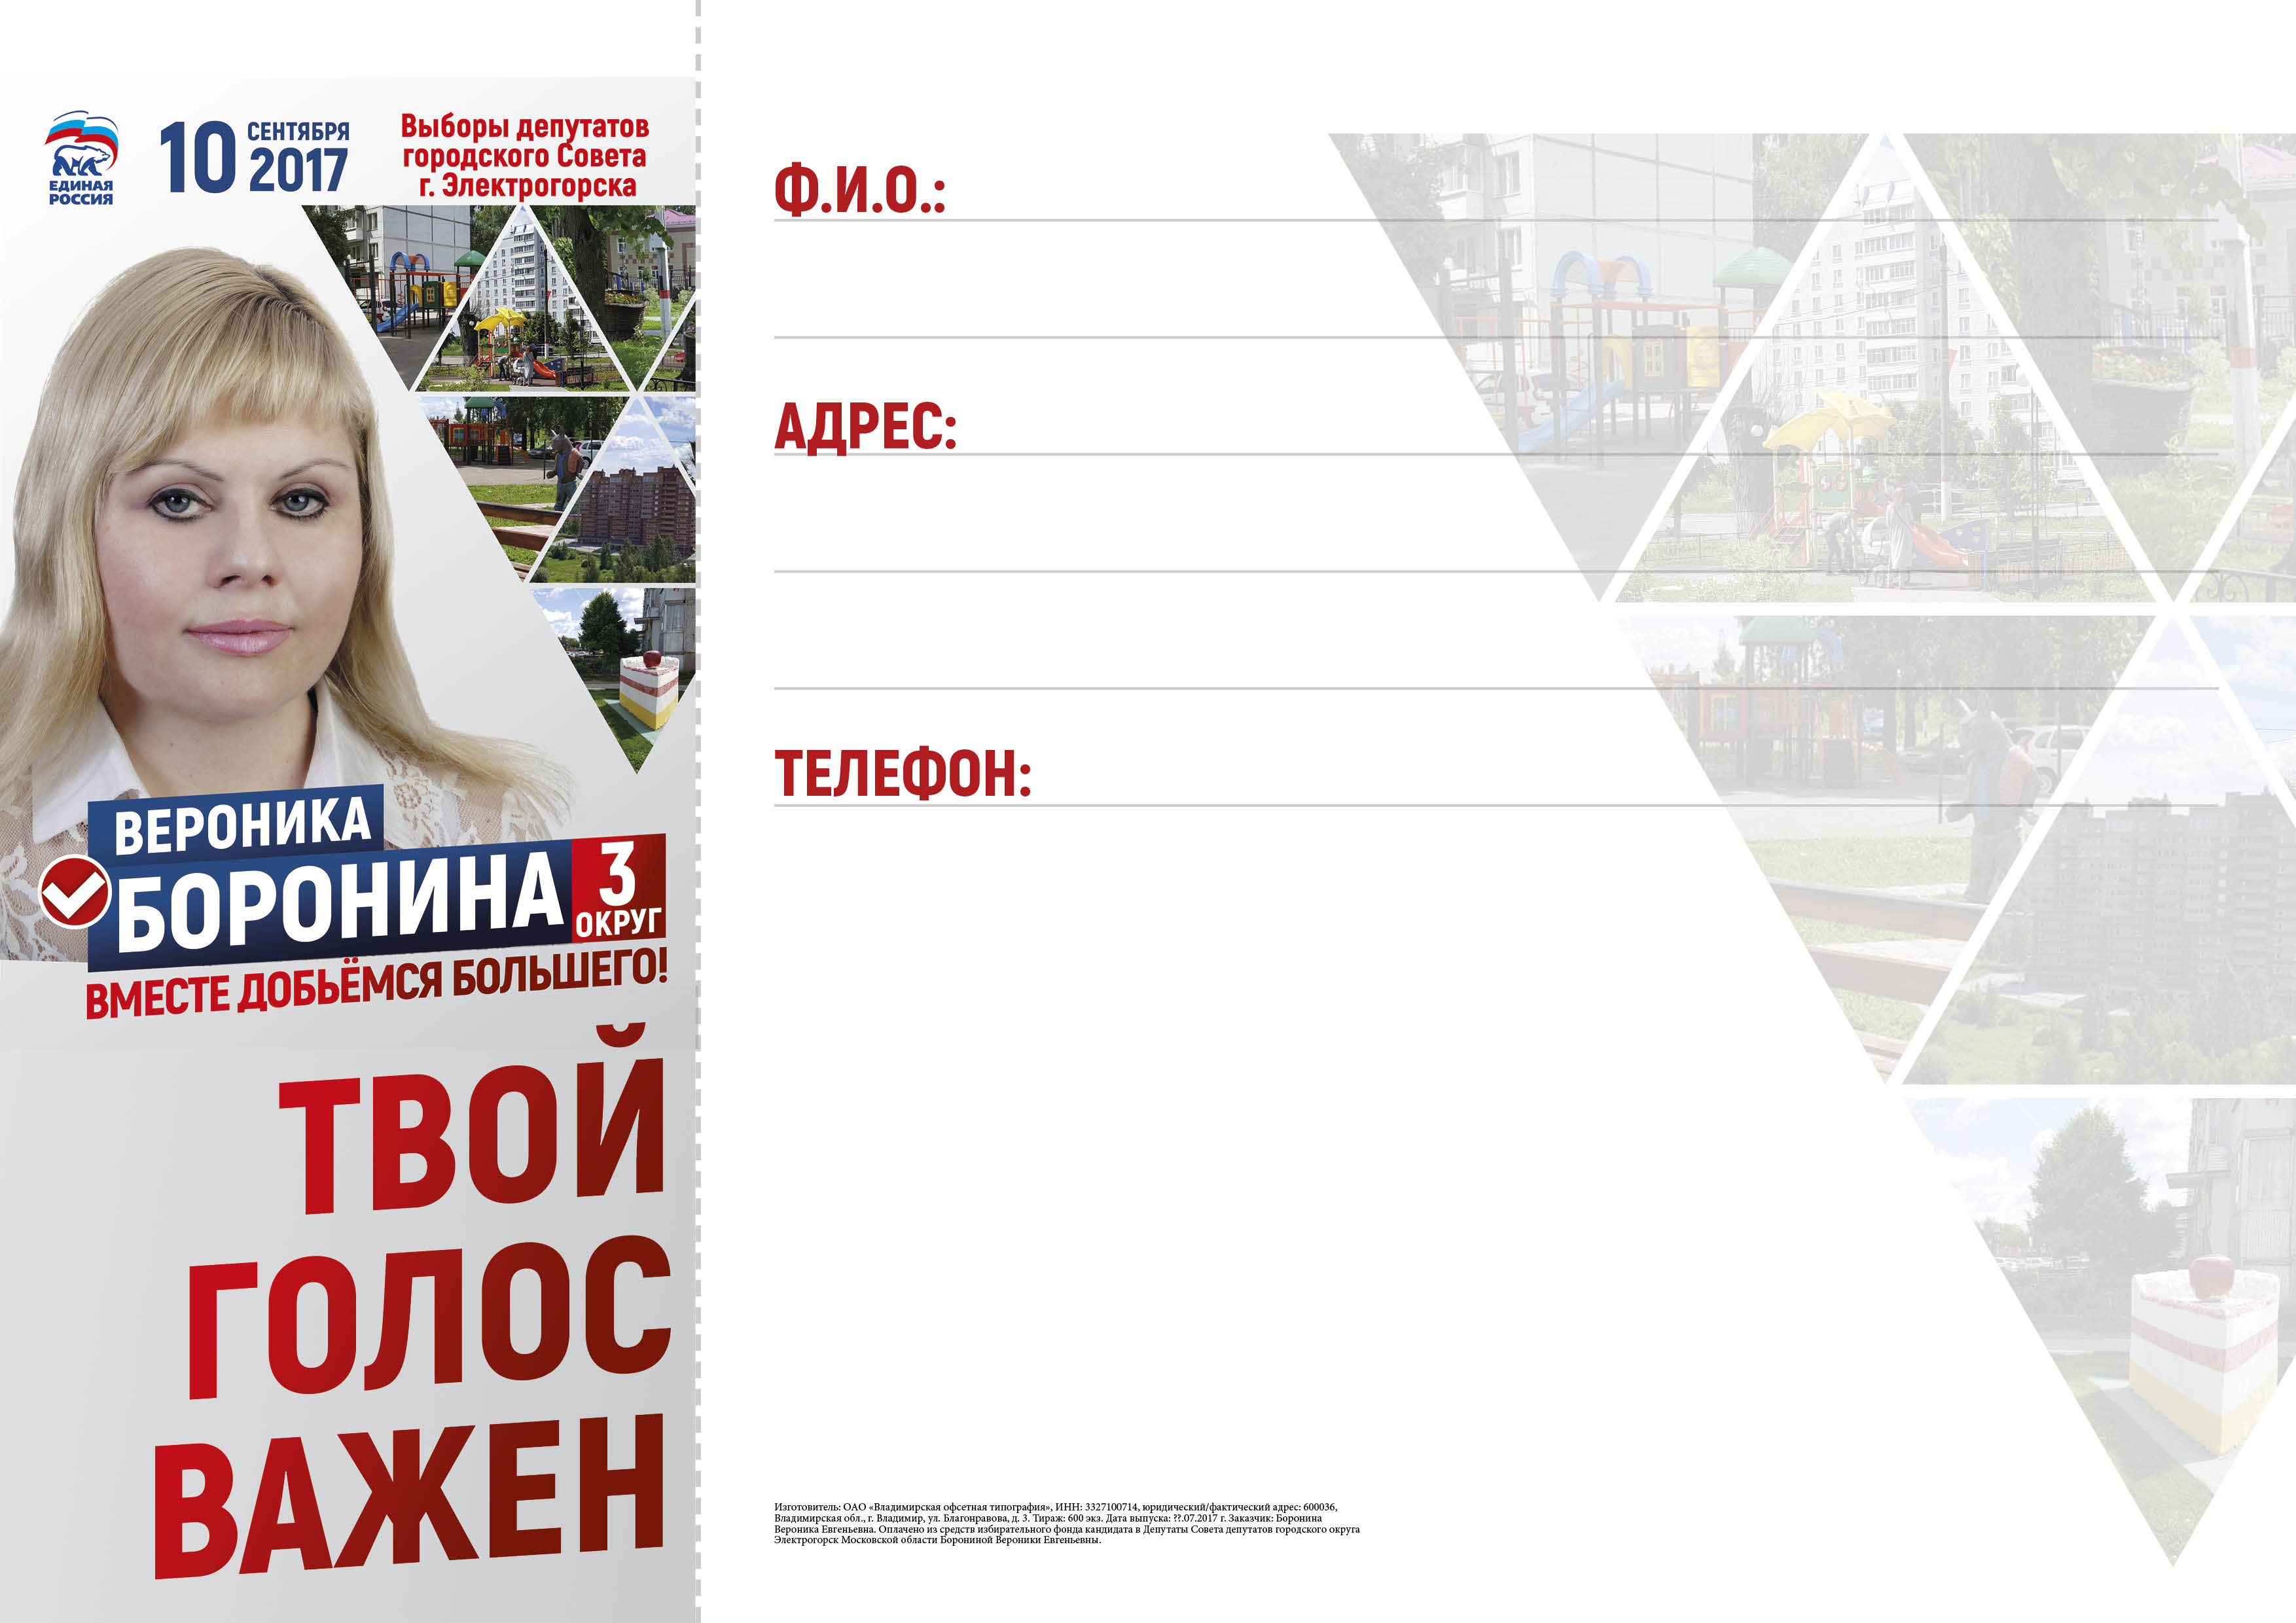 ЕДИНАЯ
РОССИЯ
10 СЕНТЯБРЯ
2017
Выборы депутатов
городского Совета
г. Электрогорска
ВЕРОНИКА
БОРОНИНА
3
ОКРУГ
ВМЕСТЕ ДОБЬЁМСЯ БОЛЬШЕГО!
ТВОЙ
ГОЛОС
ВАЖЕН
Ф.И.О.:
АДРЕС:
ТЕЛЕФОН:
Изготовитель: ОАО «Владимирская офсетная типография», ИНН: 3327100714, юридический/фактический адрес: 600036,
Владимирская обл., г. Владимир, ул. Благонравова, д. 3. Тираж: 600 экз. Дата выпуска: ??.07.2017 г. Заказчик: Боронина
Вероника Евгеньевна. Оплачено из средств избирательного фонда кандидата в Депутаты Совета депутатов городского округа
Электрогорск Московской области Борониной Вероники Евгеньевны.